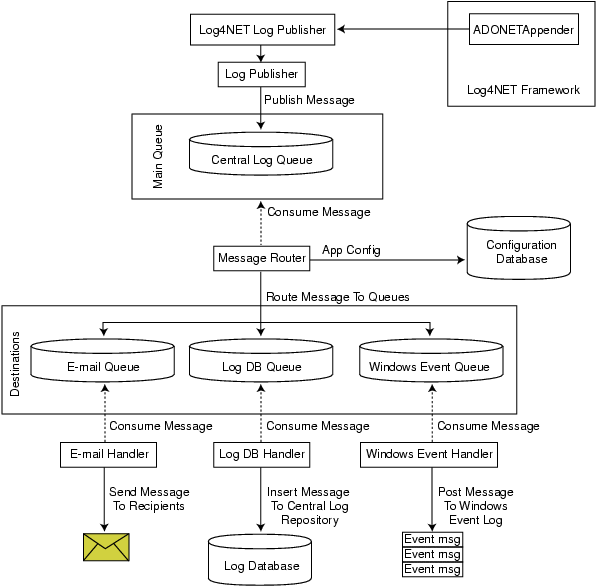 Log4NET Log Publisher
ADONETAppender
Log Publisher
Log4NET Framework
Publish Message
Main Queue
Central Log Queue
Consume Message
Message Router
App Config
Configuration
Database
Route Message To Queues
Destinations
E-mail Queue
Log DB Queue
Windows Event Queue
Consume Message
Consume Message
Consume Message
E-mail Handler
Log DB Handler
Windows Event Handler
Send Message
To Recipients
Insert Message
To Central Log
Repository
Post Message
To Windows
Event Log
Log Database
Event msg
Event msg
Event msg